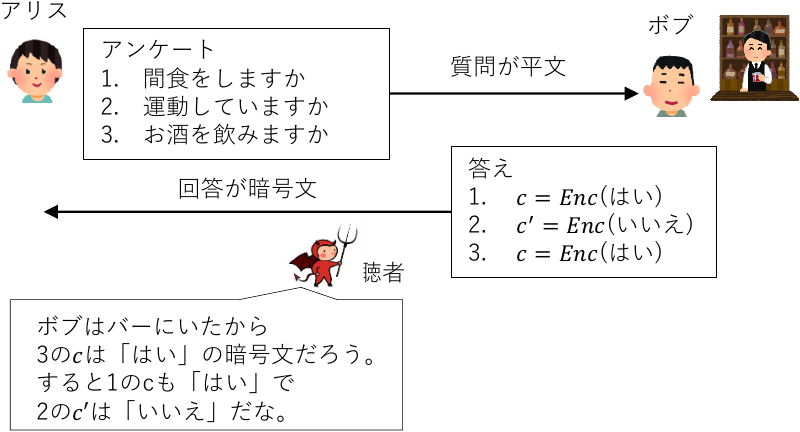 アリス
ボブ
アンケート
1. 間食をしますか
2. 運動していますか
3. お酒を飲みますか
質問が平文
答え
1. c = Enc(はい)
2. c′ = Enc(いいえ)
3. c = Enc(はい)
回答が暗号文
聴者
ボブはバーにいたから
3のcは「はい」の暗号文だろう。
すると1のcも「はい」で
2のc′は「いいえ」だな。